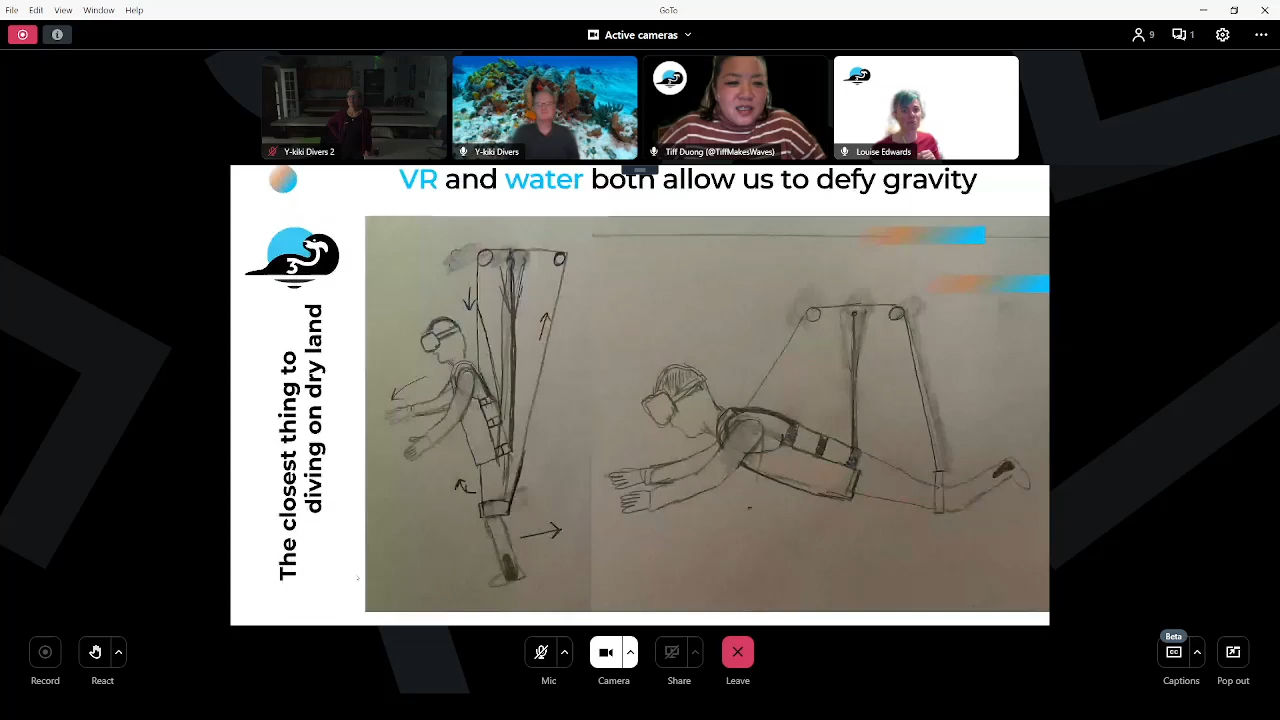 File Edit View Window Help
GoTo
Active cameras
9
1
Y-kiki Divers 2
Y-kiki Divers
Tiff Duong (@TiffMakesWaves)
Louise Edwards
VR and water both allow us to defy gravity
3
The closest thing to
diving on dry land
Beta
CC
Record
React
Mic
Camera
Share
Leave
Captions
Pop out